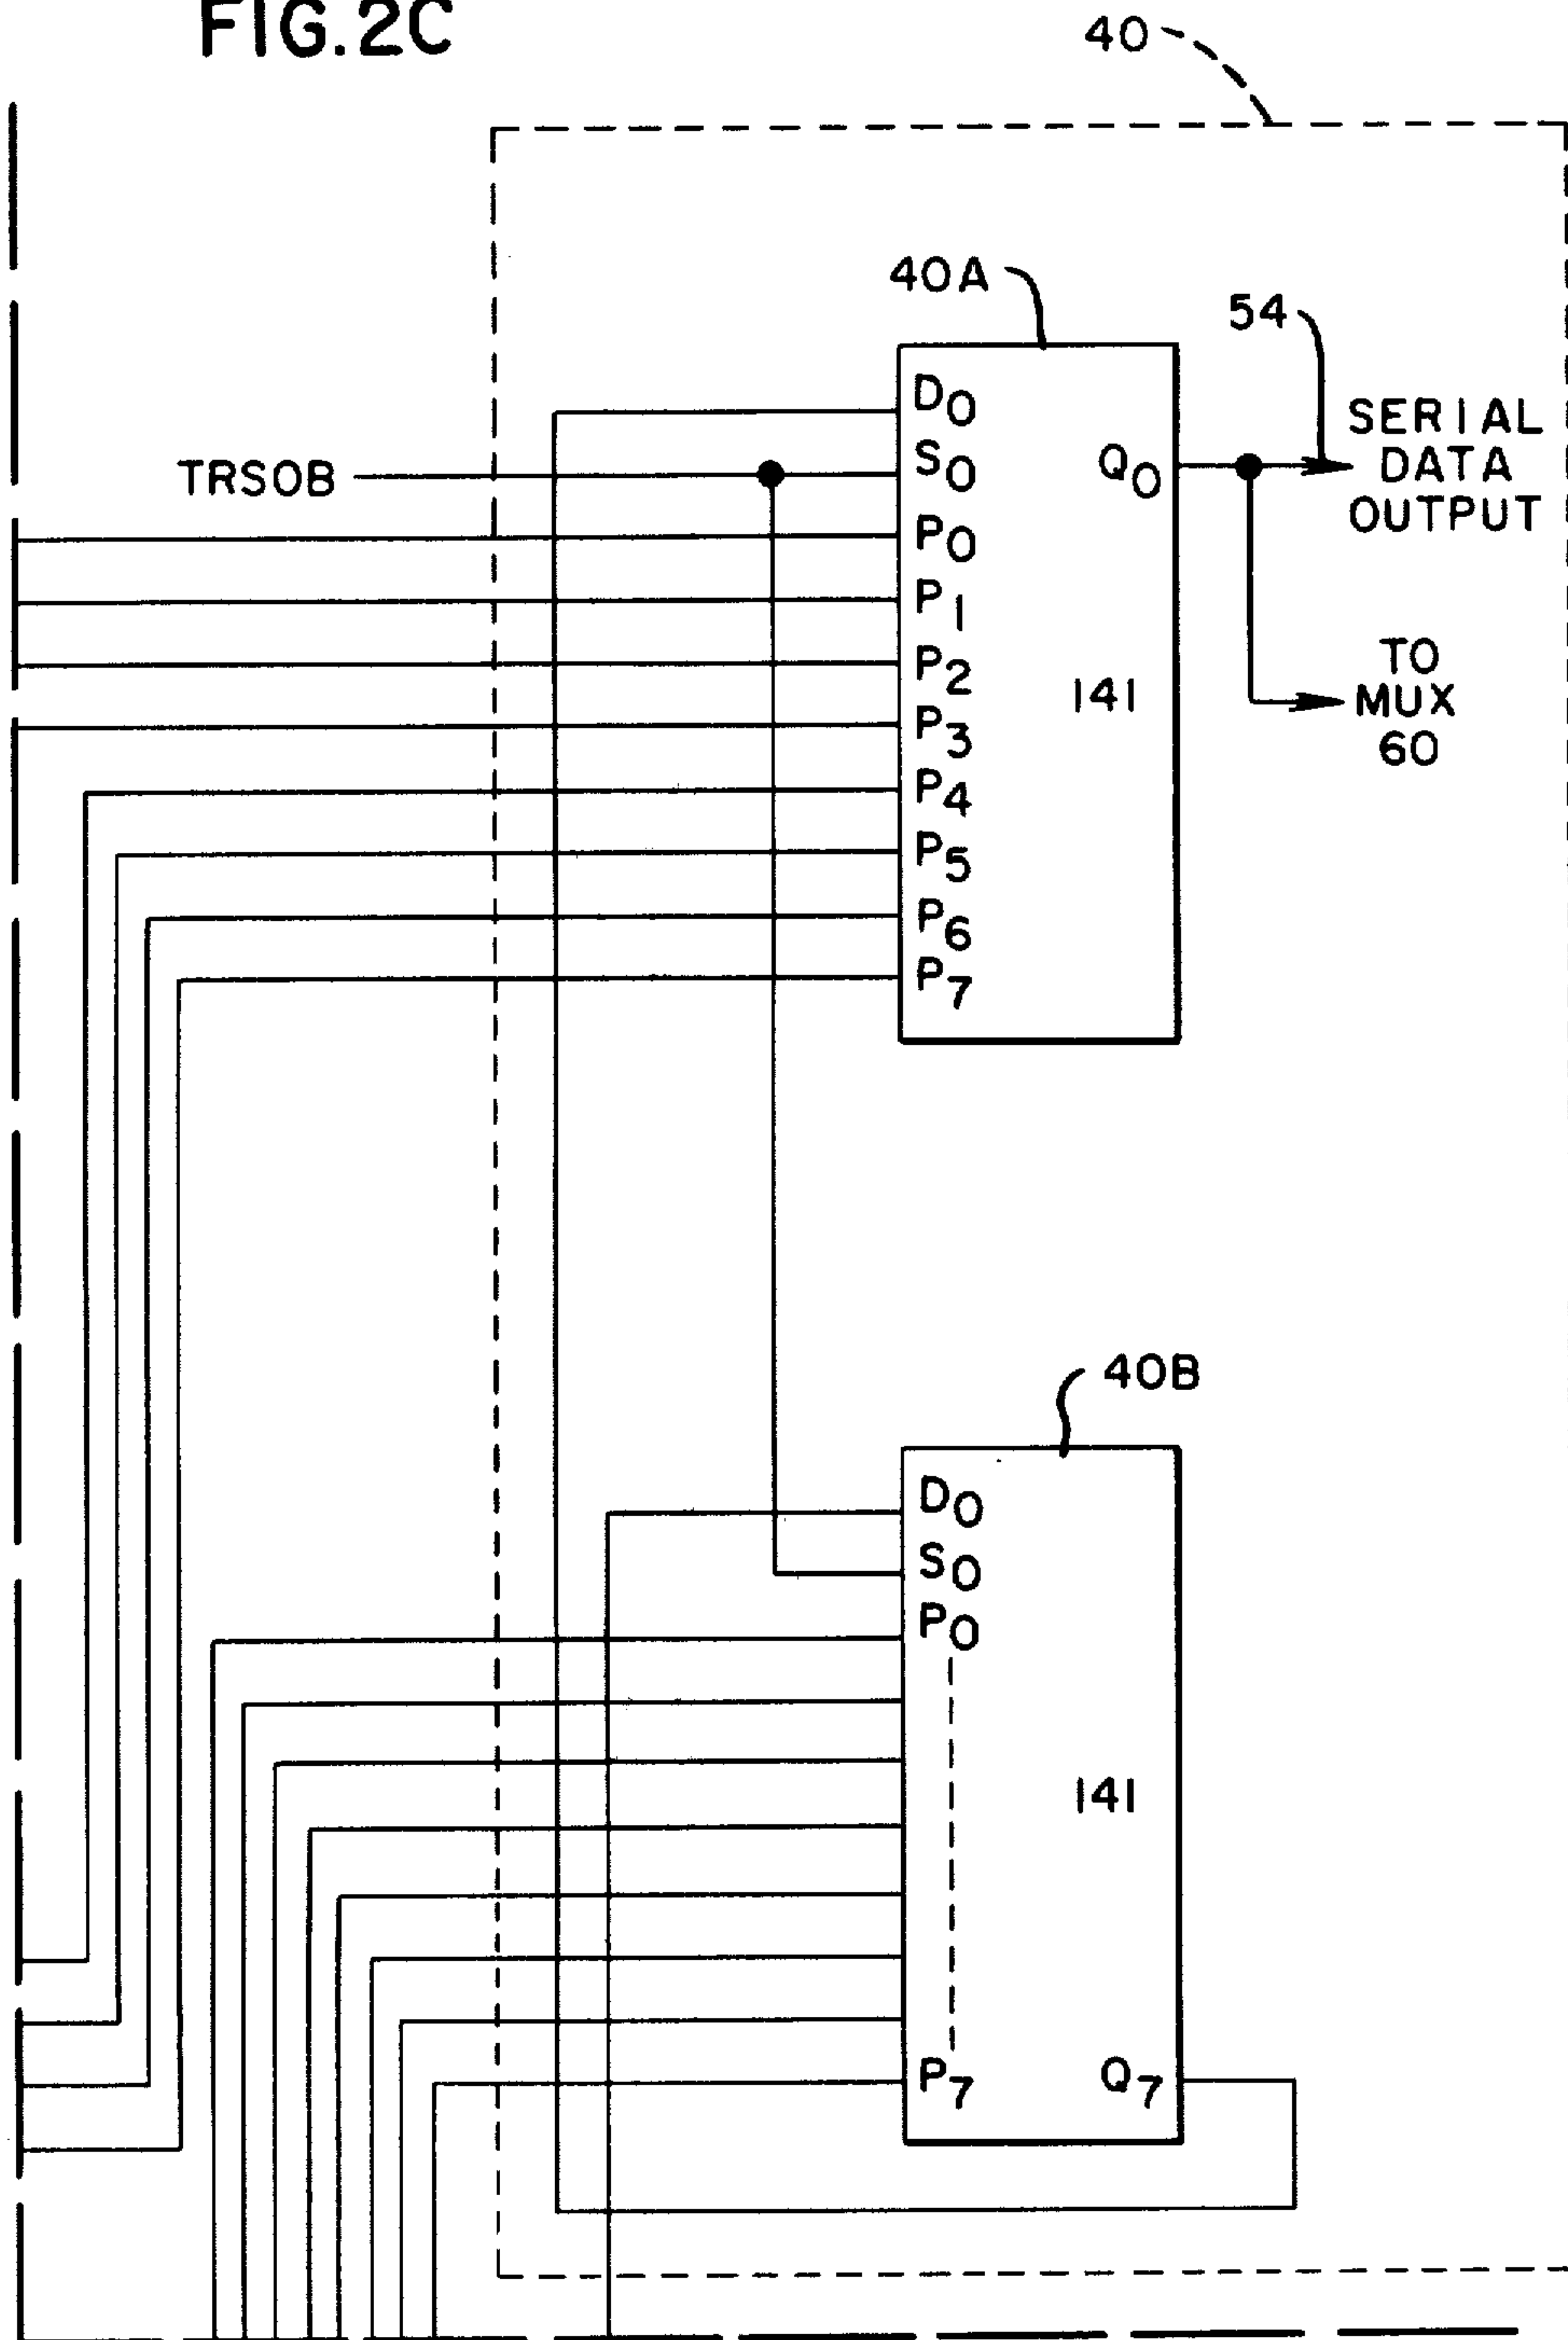 FIG.2C
40
40A
54
D0
S0
P0
P1
P2
P3
P4
P5
P6
P7
Q0
141
TRSOB
SERIAL
DATA
OUTPUT
TO
MUX
60
40B
D0
S0
P0
P7
141
Q7